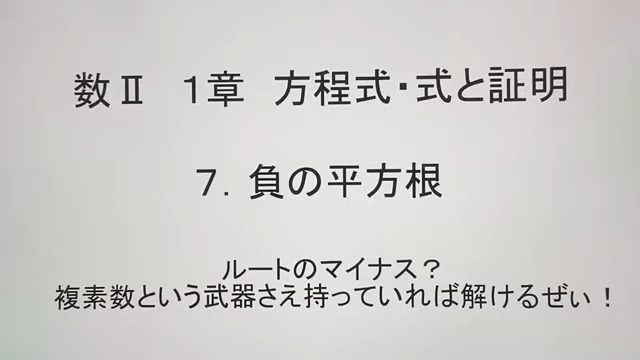 数Ⅱ　１章　方程式・式と証明
７．負の平方根
ルートのマイナス？
複素数という武器さえ持っていれば解けるぜぃ！